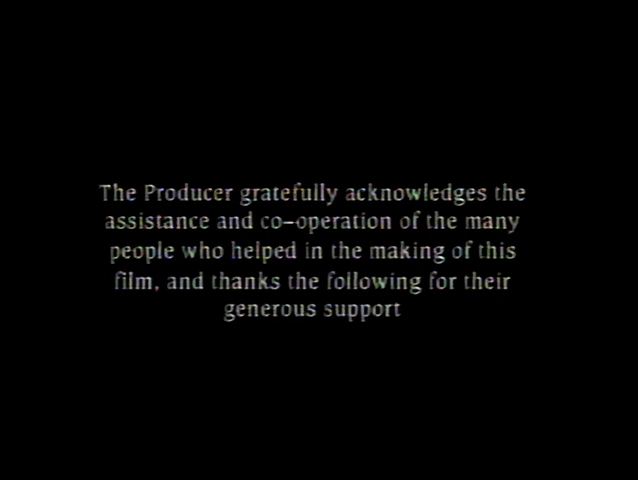 The Producer gratefully acknowledges the
assistance and co-operation of the many
people who helped in the making of this
film, and thanks the following for their
generous support